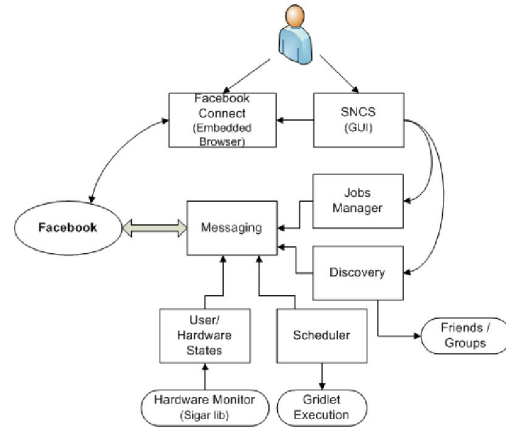 Facebook
Connect
(Embedded
Browser)
SNCS
(GUI)
Jobs
Manager
Facebook
Messaging
Discovery
User/
Hardware
States
Scheduler
Friends /
Groups
Hardware Monitor
(Sigar lib)
Gridlet
Execution